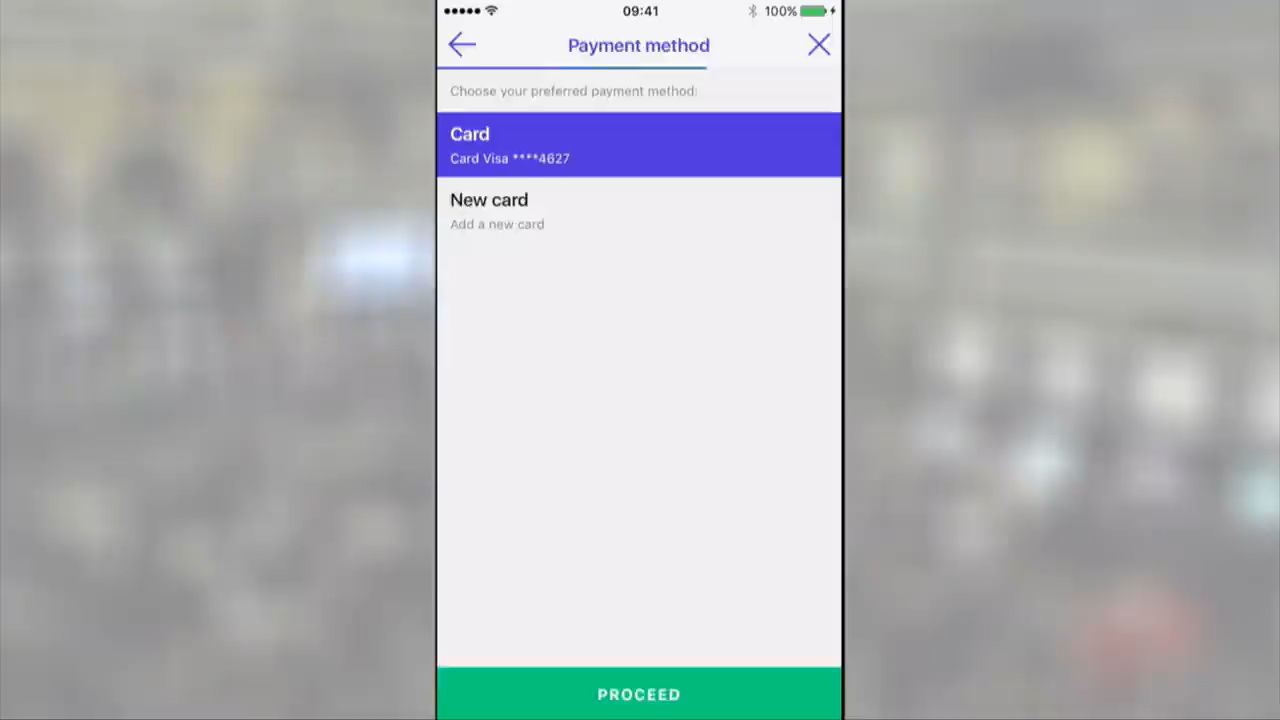 09:41
100%
Payment method
Choose your preferred payment method:
Card
Card Visa ****4627
New card
Add a new card
PROCEED